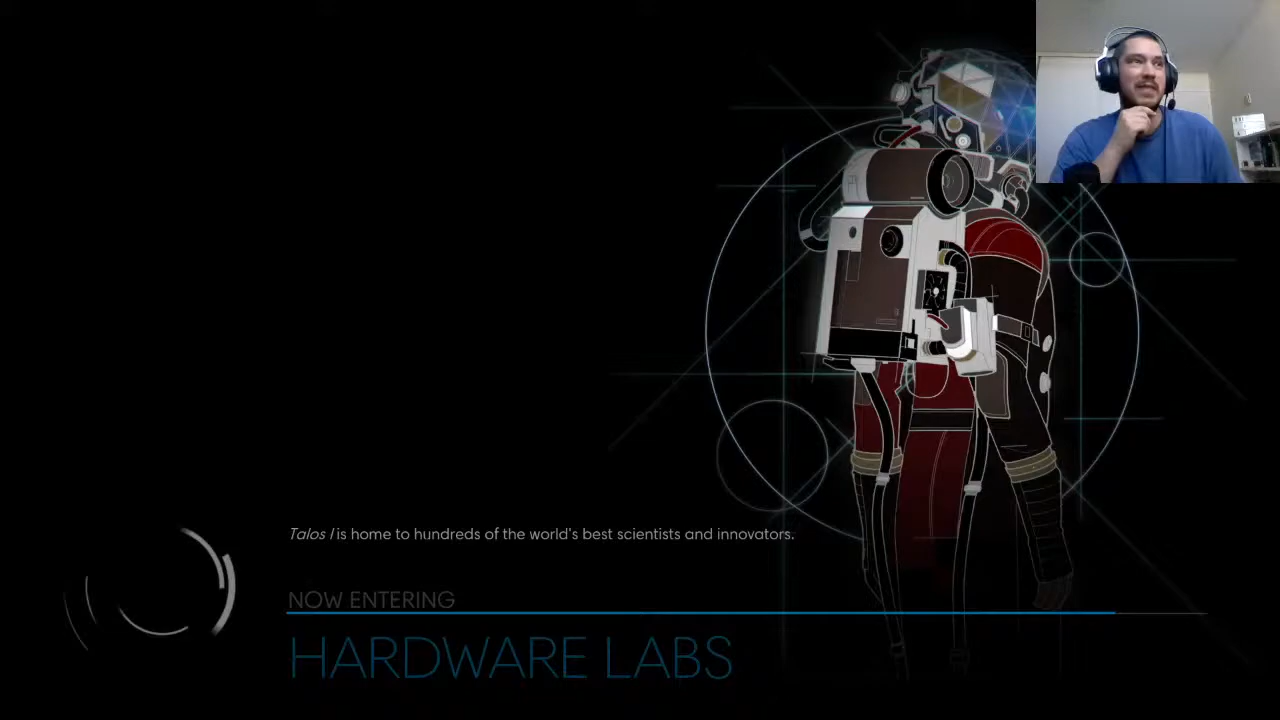 Talos I is home to hundreds of the world's best scientists and innovators.
NOW ENTERING
HARDWARE LABS